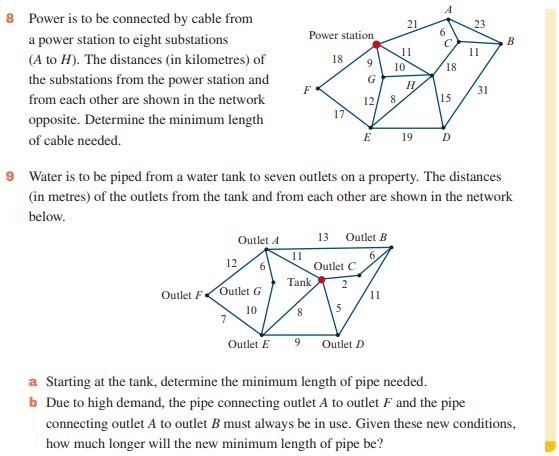 8 Power is to be connected by cable from
a power station to eight substations
(A to H). The distances (in kilometres) of
the substations from the power station and
from each other are shown in the network
opposite. Determine the minimum length
of cable needed.
A
21
23
Power station
6
C
B
11
11
18
9
10
18
G
H
F
31
12
8
15
17
E
19
D
9 Water is to be piped from a water tank to seven outlets on a property. The distances
(in metres) of the outlets from the tank and from each other are shown in the network
below.
Outlet A
13
Outlet B
11
6
12
6
Outlet C
Tank
2
Outlet F
Outlet G
11
10
8
5
7
Outlet E
9
Outlet D
a Starting at the tank, determine the minimum length of pipe needed.
b Due to high demand, the pipe connecting outlet A to outlet F and the pipe
connecting outlet A to outlet B must always be in use. Given these new conditions,
how much longer will the new minimum length of pipe be?